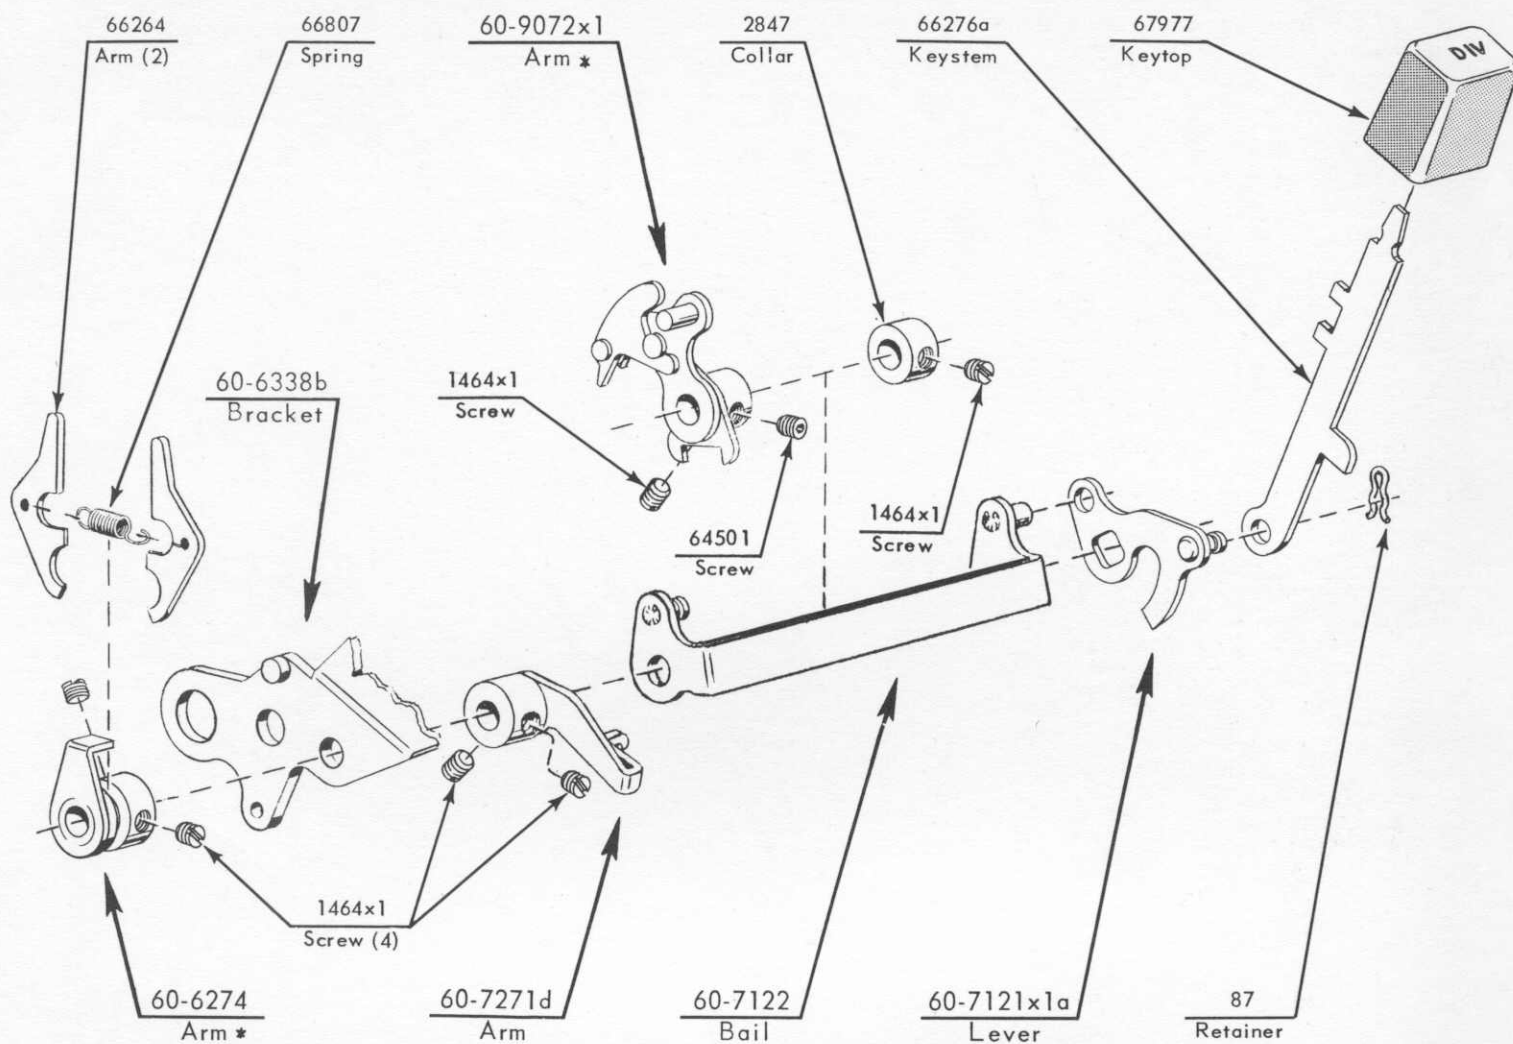 66264
Arm (2)
66807
Spring
60-9072x1
Arm *
2847
Collar
66276a
Keystem
67977
Keytop
DIV
60-6338b
Bracket
1464x1
Screw
64501
Screw
1464x1
Screw
1464x1
Screw (4)
60-6274
Arm *
60-7271d
Arm
60-7122
Bail
60-7121x1a
Lever
87
Retainer